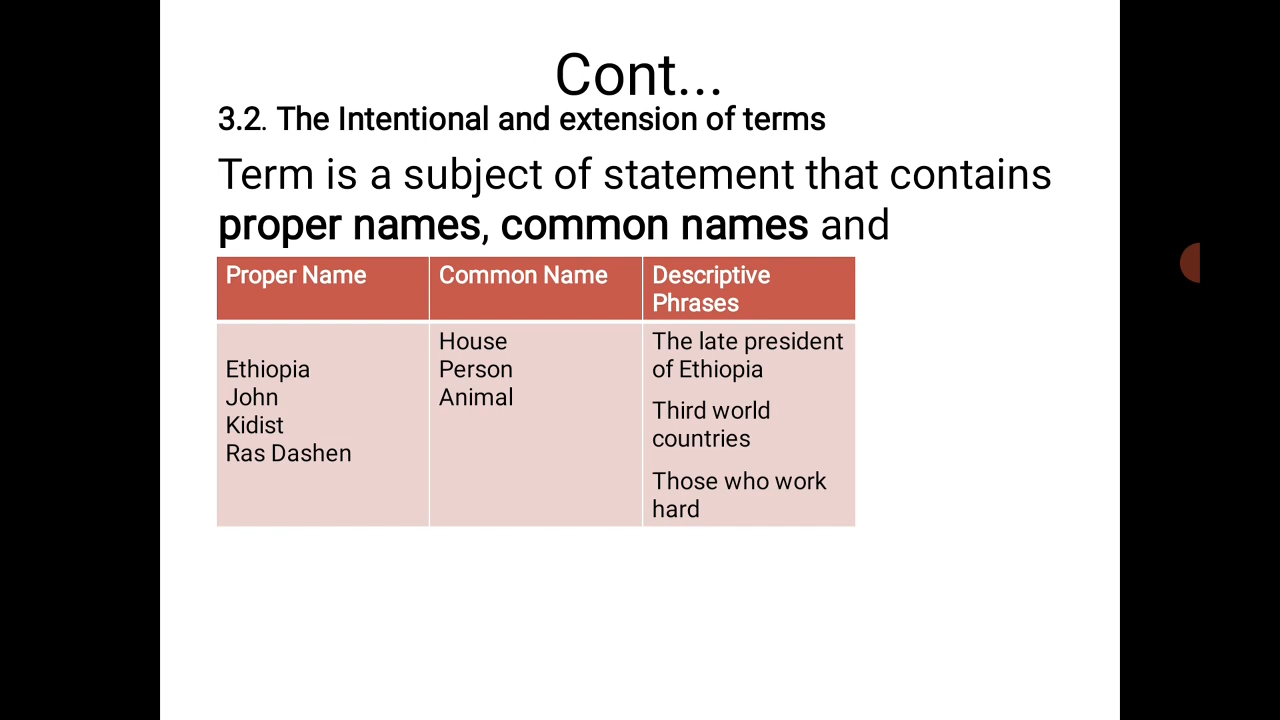 Cont...
3.2. The Intentional and extension of terms
Term is a subject of statement that contains
proper names, common names and
Proper Name
Common Name
Descriptive
Phrases
Ethiopia
John
Kidist
Ras Dashen
House
Person
Animal
The late president
of Ethiopia
Third world
countries
Those who work
hard